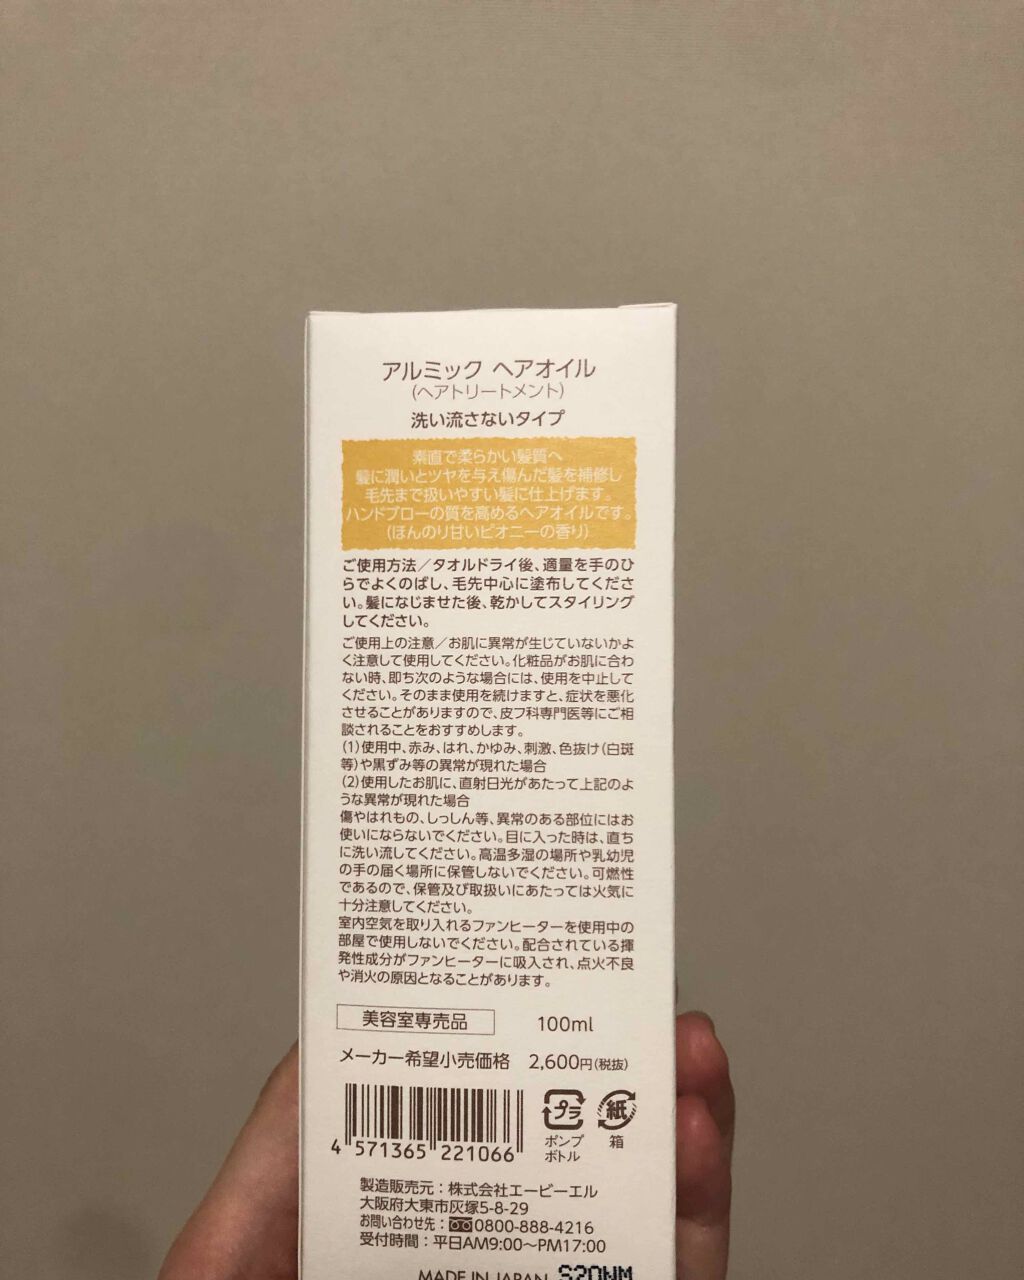 アルミック ヘアオイル
(ヘアトリートメント)
洗い流さないタイプ
素直で柔らかい髪質へ
髪に潤いとツヤを与え傷んだ髪を補修し
毛先まで扱いやすい髪に仕上げます。
ハンドブローの質を高めるヘアオイルです。
(ほんのり甘いピオニーの香り)
ご使用方法／タオルドライ後、適量を手のひ
らでよくのばし、毛先中心に塗布してくださ
い。髪になじませた後、乾かしてスタイリング
してください。
ご使用上の注意／お肌に異常が生じていないかよ
く注意して使用してください。化粧品がお肌に合わ
ない時、即ち次のような場合には、使用を中止して
ください。そのまま使用を続けますと、症状を悪化
させることがありますので、皮フ科専門医等にご相
談されることをおすすめします。
(1)使用中、赤み、はれ、かゆみ、刺激、色抜け(白斑
等)や黒ずみ等の異常が現れた場合
(2)使用したお肌に、直射日光があたって上記のよ
うな異常が現れた場合
傷やはれもの、しっしん等、異常のある部位にはお
使いにならないでください。目に入った時は、直ち
に洗い流してください。高温多湿の場所や乳幼児
の手の届く場所に保管しないでください。可燃性
であるので、保管及び取扱いにあたっては火気に
十分注意してください。
室内空気を取り入れるファンヒーターを使用中の
部屋で使用しないでください。配合されている揮
発性成分がファンヒーターに吸入され、点火不良
や消火の原因となることがあります。
美容室専売品 100ml
メーカー希望小売価格 2,600円(税抜)
4 571365 221066
プラ 紙
ポンプ 箱
ボトル
製造販売元：株式会社エービーエル
大阪府大東市灰塚5-8-29
お問い合わせ先：0800-888-4216
受付時間：平日AM9:00〜PM17:00
MADE IN JAPAN